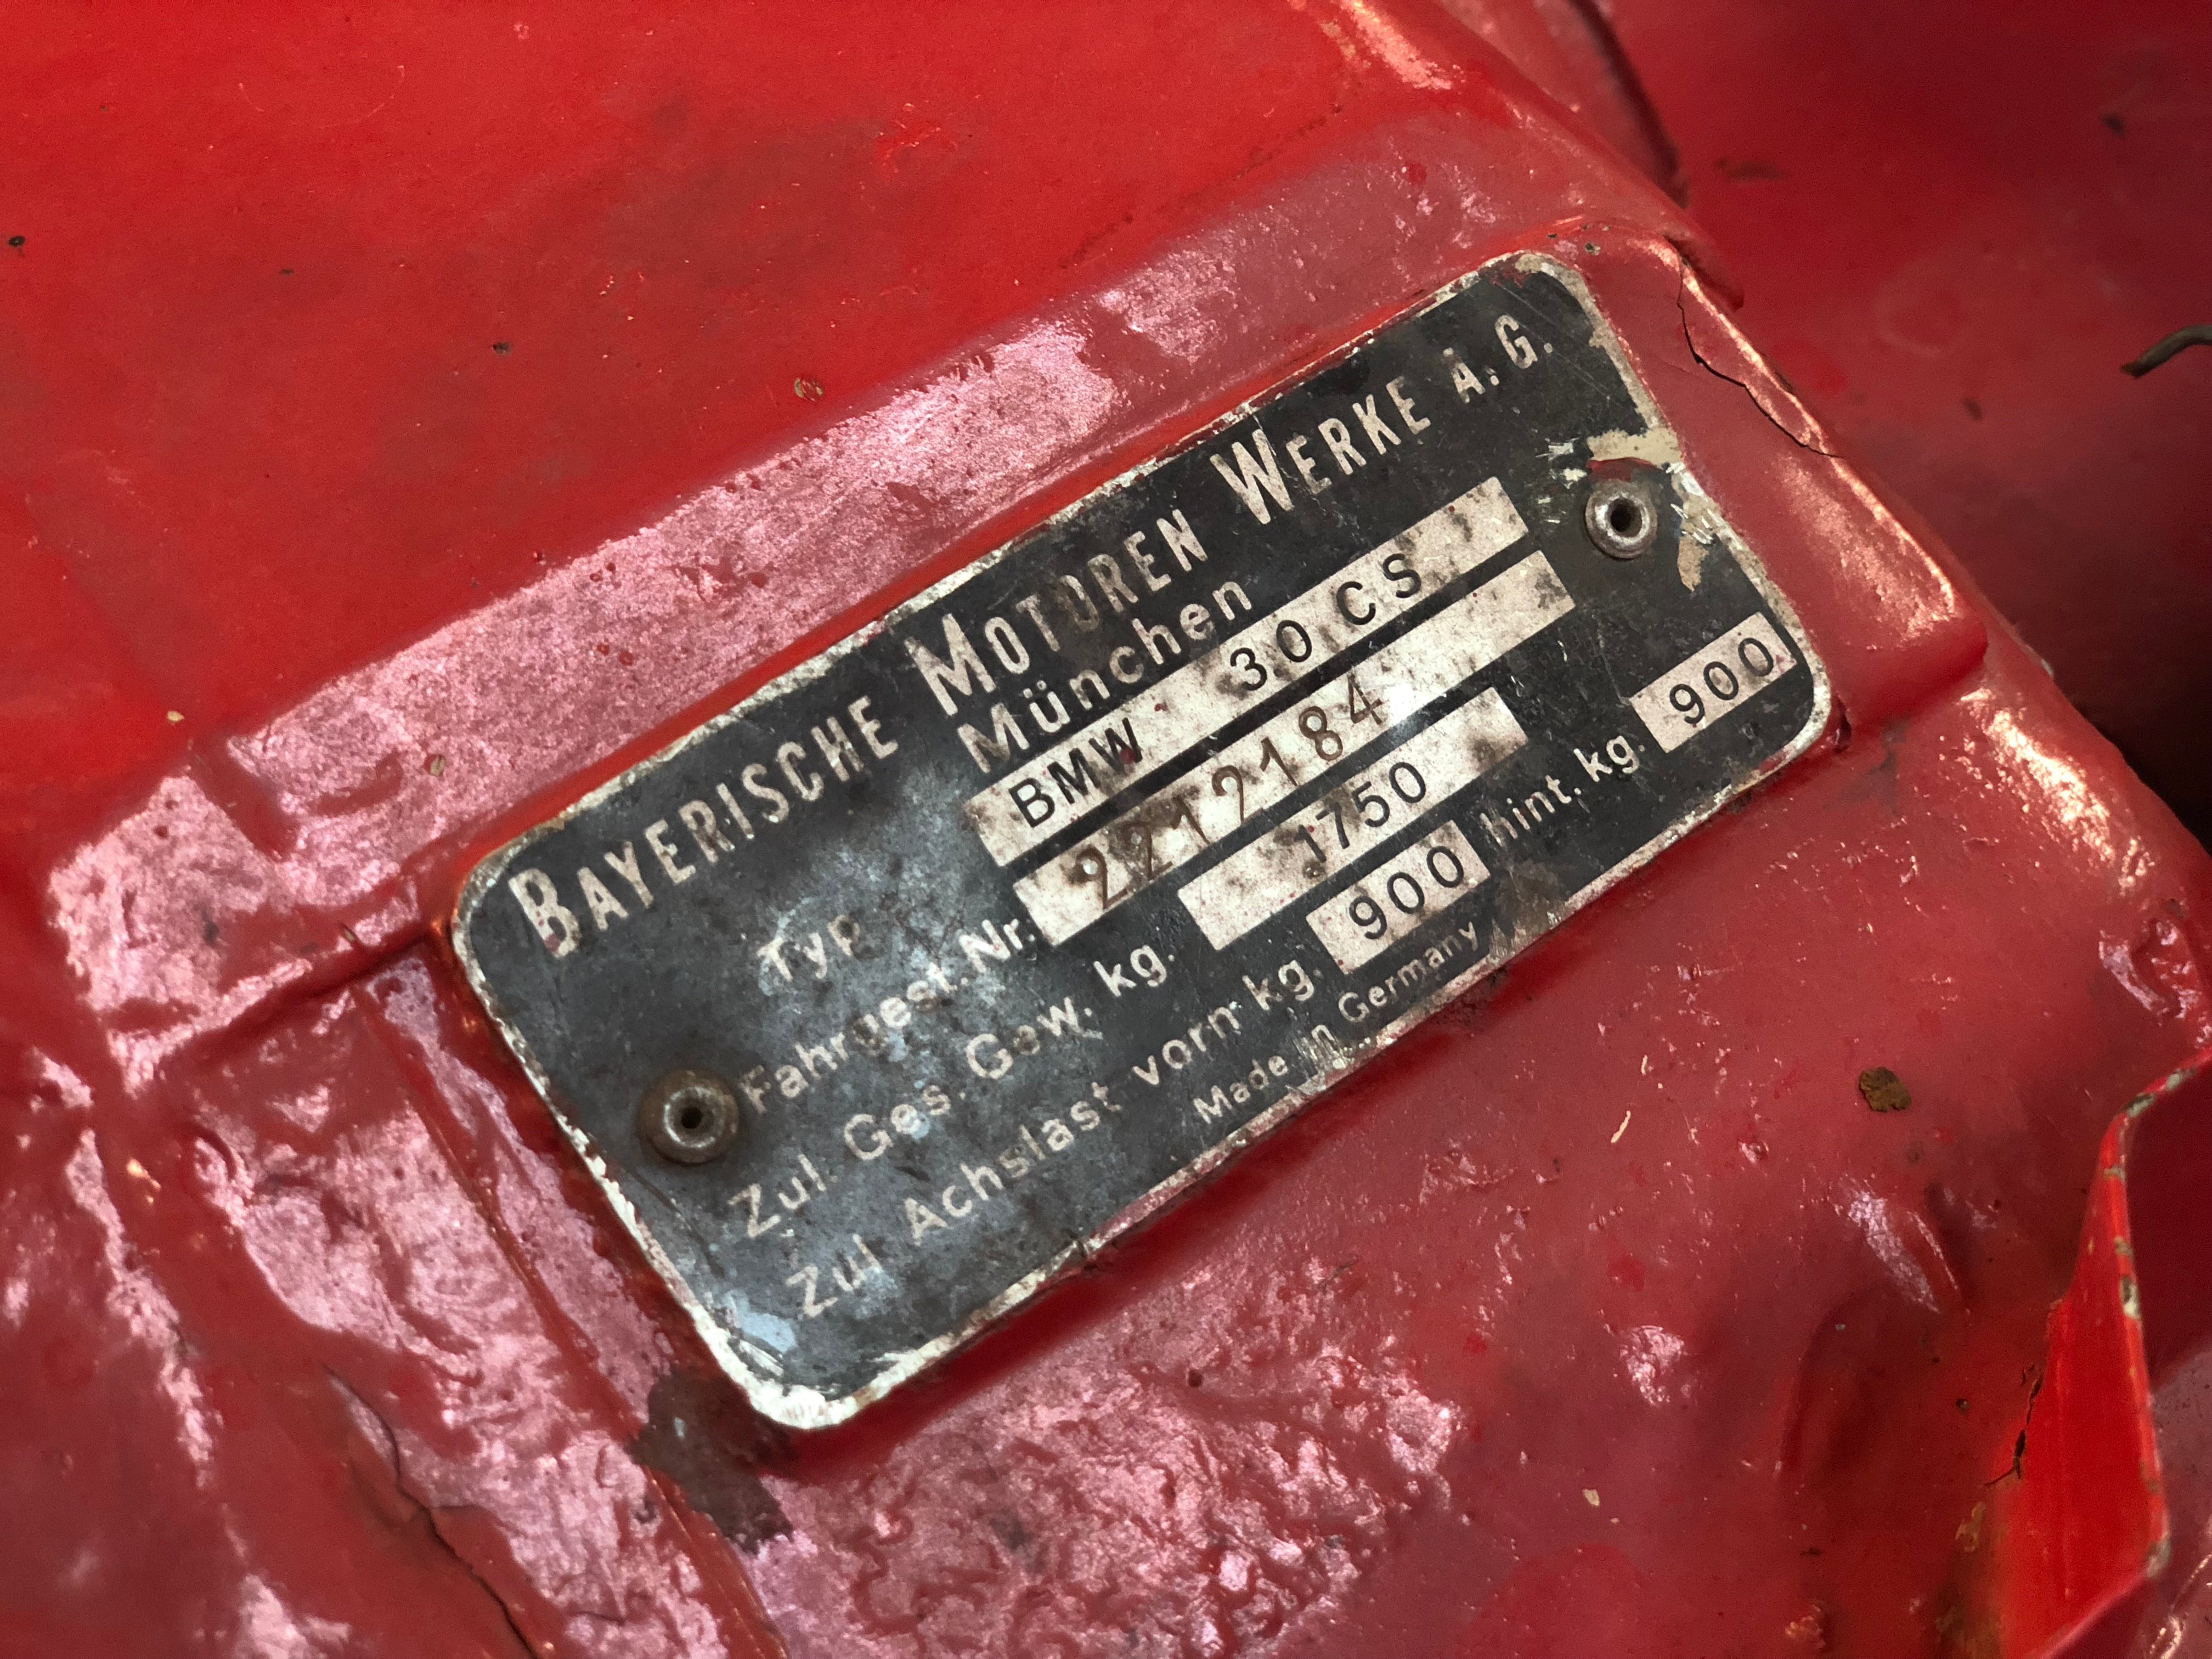 BAYERISCHE MOTOREN WERKE A.G.
München
Typ BMW 30 CS
Fahrgest.Nr. 2212184
Zul Ges. Gew. kg. 1750
Zul Achslast vorn kg. 900 hint. kg. 900
Made in Germany